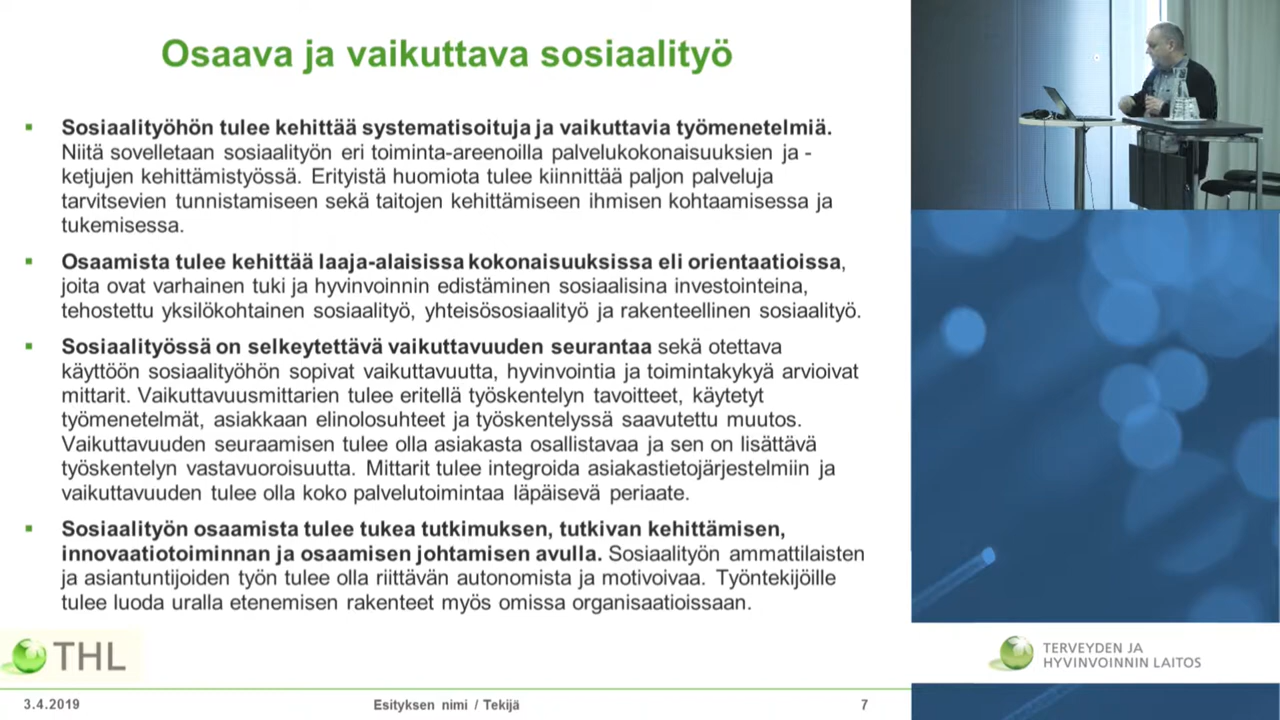 Osaava ja vaikuttava sosiaalityö
▪ Sosiaalityöhön tulee kehittää systematisoituja ja vaikuttavia työmenetelmiä.
Niitä sovelletaan sosiaalityön eri toiminta-areenoilla palvelukokonaisuuksien ja -
ketjujen kehittämistyössä. Erityistä huomiota tulee kiinnittää paljon palveluja
tarvitsevien tunnistamiseen sekä taitojen kehittämiseen ihmisen kohtaamisessa ja
tukemisessa.
▪ Osaamista tulee kehittää laaja-alaisissa kokonaisuuksissa eli orientaatioissa,
joita ovat varhainen tuki ja hyvinvoinnin edistäminen sosiaalisina investointeina,
tehostettu yksilökohtainen sosiaalityö, yhteisösosiaalityö ja rakenteellinen sosiaalityö.
▪ Sosiaalityössä on selkeytettävä vaikuttavuuden seurantaa sekä otettava
käyttöön sosiaalityöhön sopivat vaikuttavuutta, hyvinvointia ja toimintakykyä arvioivat
mittarit. Vaikuttavuusmittarien tulee eritellä työskentelyn tavoitteet, käytetyt
työmenetelmät, asiakkaan elinolosuhteet ja työskentelyssä saavutettu muutos.
Vaikuttavuuden seuraamisen tulee olla asiakasta osallistavaa ja sen on lisättävä
työskentelyn vastavuoroisuutta. Mittarit tulee integroida asiakastietojärjestelmiin ja
vaikuttavuuden tulee olla koko palvelutoimintaa läpäisevä periaate.
▪ Sosiaalityön osaamista tulee tukea tutkimuksen, tutkivan kehittämisen,
innovaatiotoiminnan ja osaamisen johtamisen avulla. Sosiaalityön ammattilaisten
ja asiantuntijoiden työn tulee olla riittävän autonomista ja motivoivaa. Työntekijöille
tulee luoda uralla etenemisen rakenteet myös omissa organisaatioissaan.
THL
3.4.2019
Esityksen nimi / Tekijä
7
TERVEYDEN JA
HYVINVOINNIN LAITOS